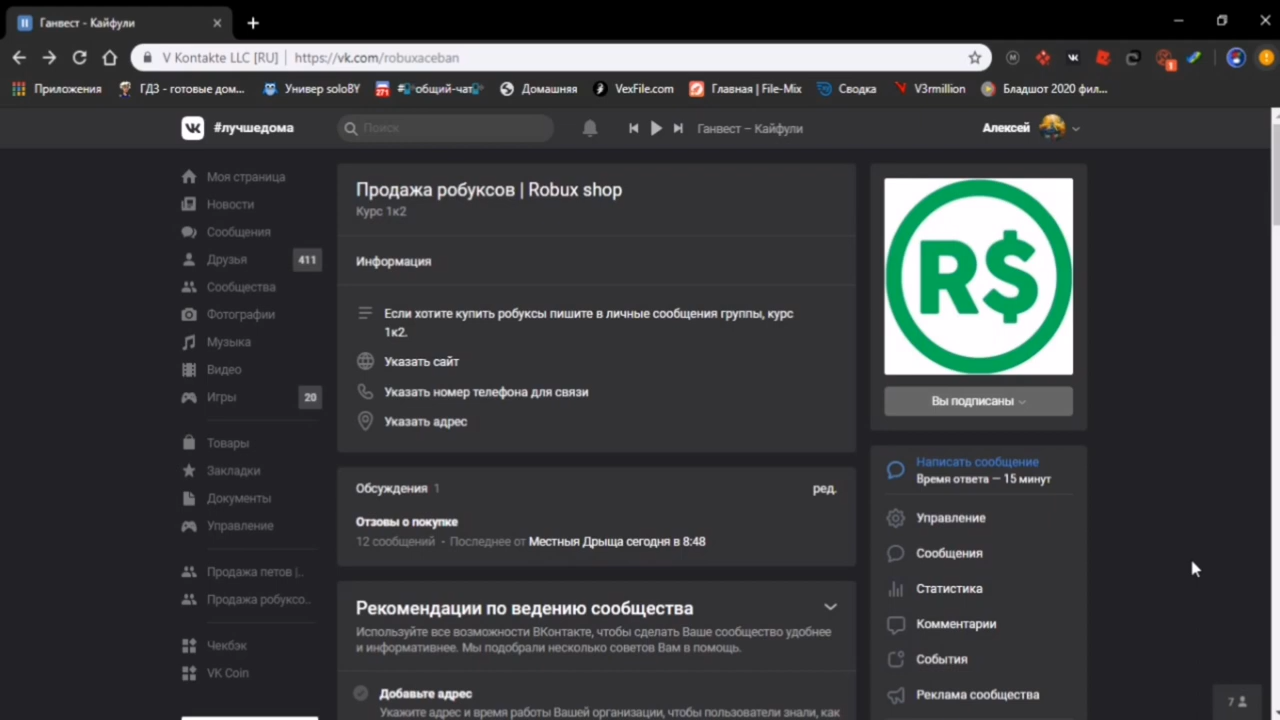 Ганвест - Кайфули
V Kontakte LLC [RU] | https://vk.com/robuxaceban
Приложения ГДЗ - готовые дом... Универ soloBY общий-чат Домашняя VexFile.com Главная | File-Mix Сводка V3rmillion Бладшот 2020 фил...
#лучшедома Поиск Ганвест – Кайфули Алексей
Моя страница
Новости
Сообщения
Друзья 411
Сообщества
Фотографии
Музыка
Видео
Игры 20
Товары
Закладки
Документы
Управление
Продажа петов |..
Продажа робуксо..
Чекбэк
VK Coin
Продажа робуксов | Robux shop
Курс 1к2
Информация
Если хотите купить робуксы пишите в личные сообщения группы, курс
1к2.
Указать сайт
Указать номер телефона для связи
Указать адрес
Обсуждения 1 ред.
Отзывы о покупке
12 сообщений - Последнее от Местныя Дрыща сегодня в 8:48
Рекомендации по ведению сообщества
Используйте все возможности ВКонтакте, чтобы сделать Ваше сообщество удобнее
и информативнее. Мы подобрали несколько советов Вам в помощь.
Добавьте адрес
Укажите адрес и время работы Вашей организации, чтобы пользователи знали, как
R$
Вы подписаны
Написать сообщение
Время ответа — 15 минут
Управление
Сообщения
Статистика
Комментарии
События
Реклама сообщества
7